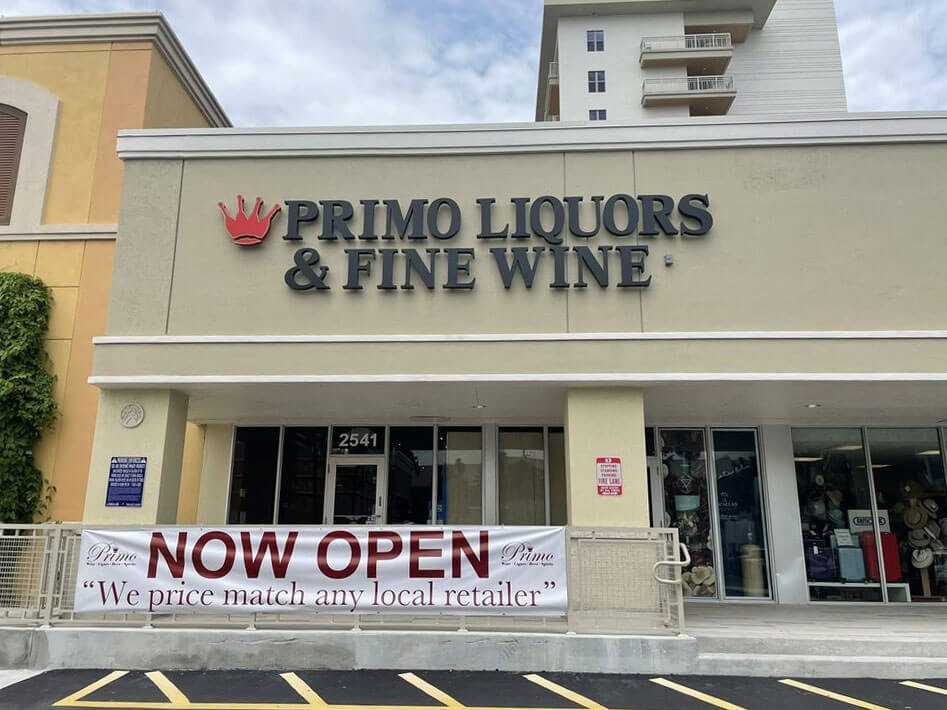 PRIMO LIQUORS
& FINE WINE
2541
FIRE LANE
Primo
NOW OPEN
Primo
"We price match any local retailer"